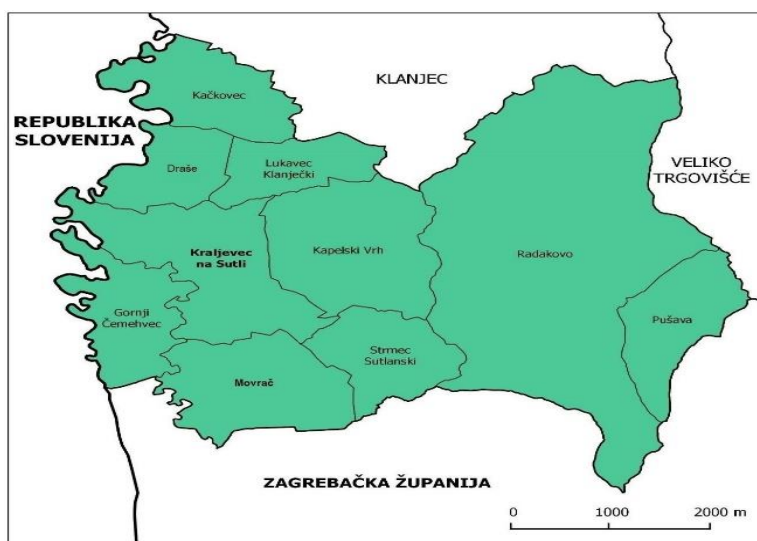 KLANJEC
Kačkovec
REPUBLIKA
SLOVENIJA
Draše
Lukavec
Klanječki
VELIKO
TRGOVIŠĆE
Kraljevec
na Sutli
Kapelski Vrh
Radakovo
Gornji
Čemehvec
Pušava
Strmec
Sutlanski
Movrač
ZAGREBAČKA ŽUPANIJA
0 1000 2000 m